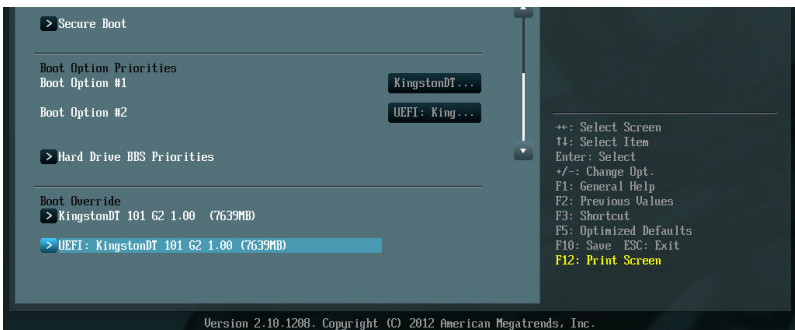 > Secure Boot
Boot Option Priorities
Boot Option #1 KingstonDT...
Boot Option #2 UEFI: King...
> Hard Drive BBS Priorities
Boot Override
> KingstonDT 101 G2 1.00 (7639MB)
> UEFI: KingstonDT 101 G2 1.00 (7639MB)
→←: Select Screen
↑↓: Select Item
Enter: Select
+/-: Change Opt.
F1: General Help
F2: Previous Values
F3: Shortcut
F5: Optimized Defaults
F10: Save ESC: Exit
F12: Print Screen
Version 2.10.1208. Copyright (C) 2012 American Megatrends, Inc.